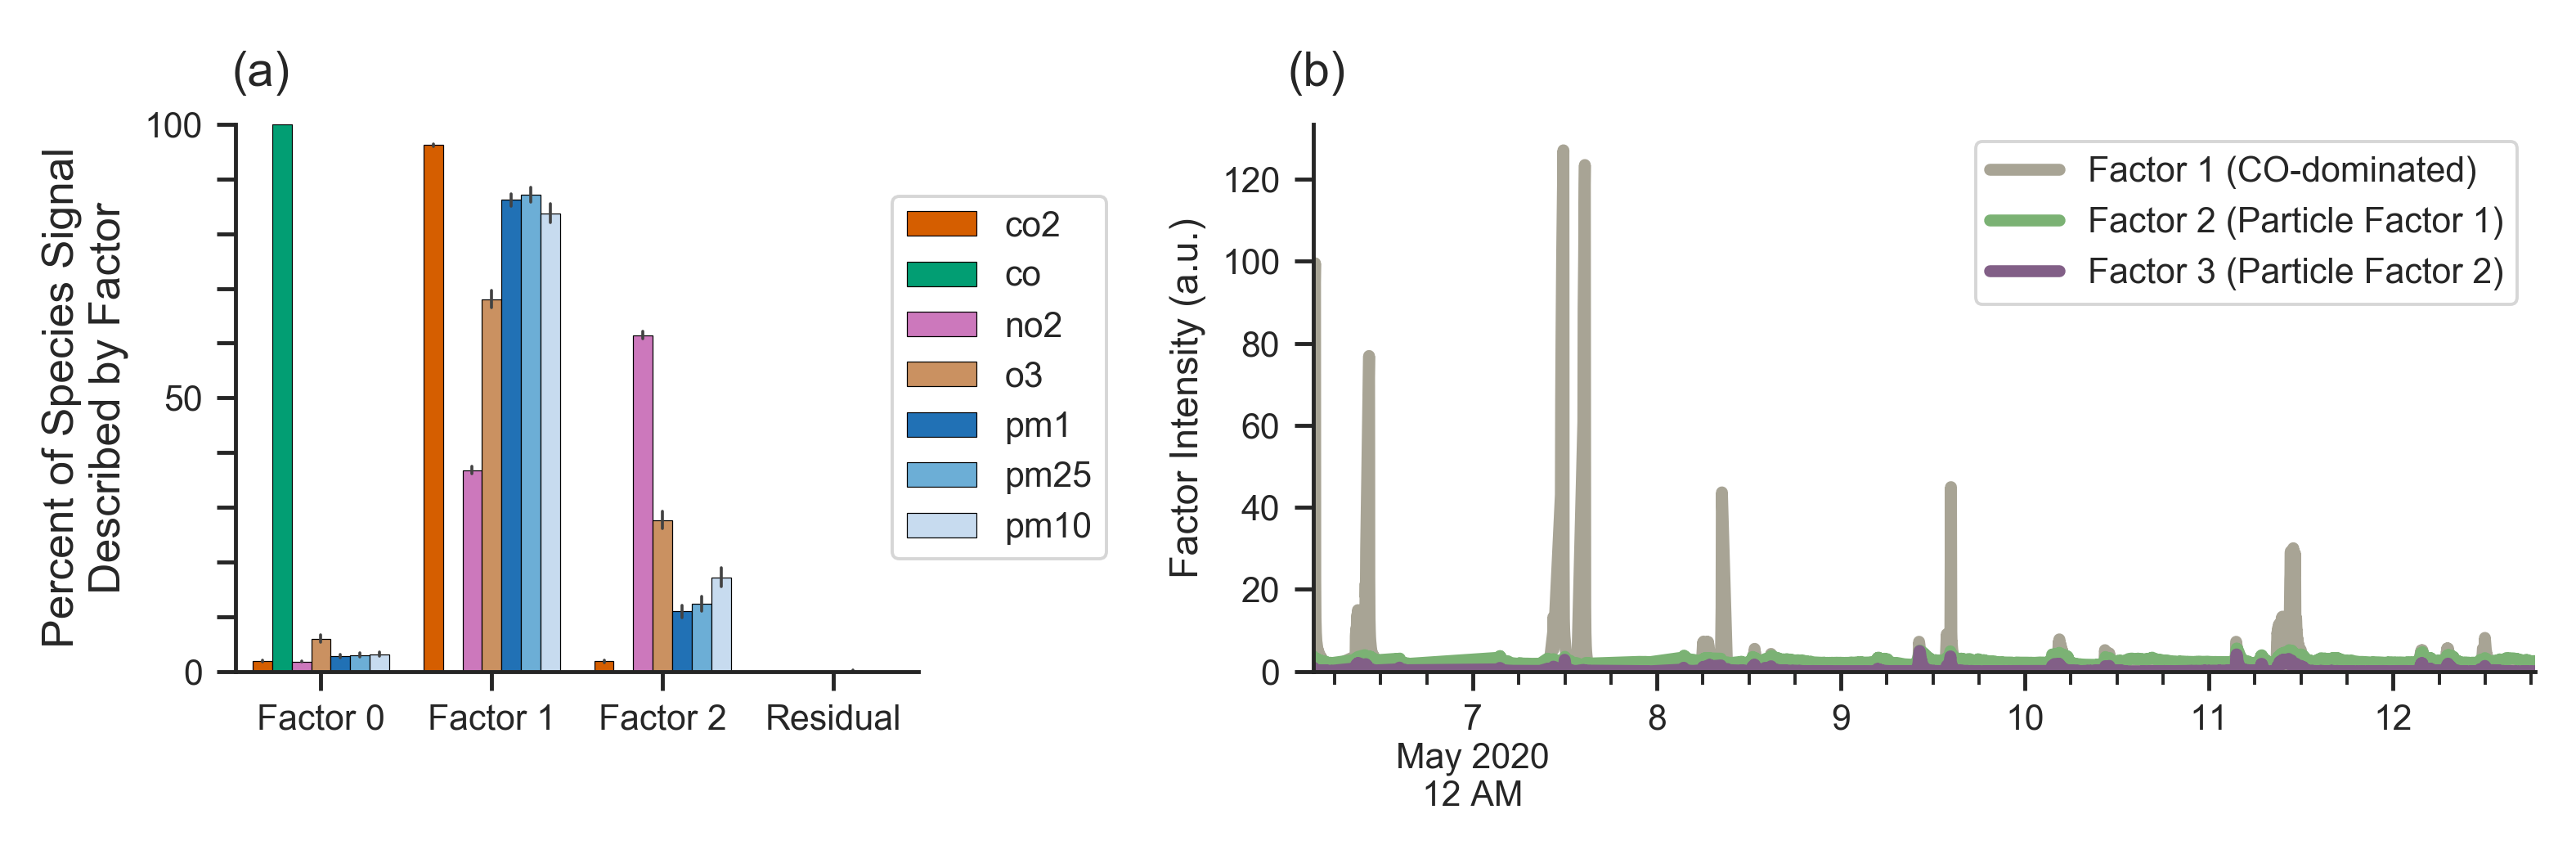 (a)
Percent of Species Signal
Described by Factor
100
50
0
Factor 0
Factor 1
Factor 2
Residual
co2
co
no2
o3
pm1
pm25
pm10
(b)
Factor Intensity (a.u.)
120
100
80
60
40
20
0
7
8
9
10
11
12
May 2020
12 AM
Factor 1 (CO-dominated)
Factor 2 (Particle Factor 1)
Factor 3 (Particle Factor 2)